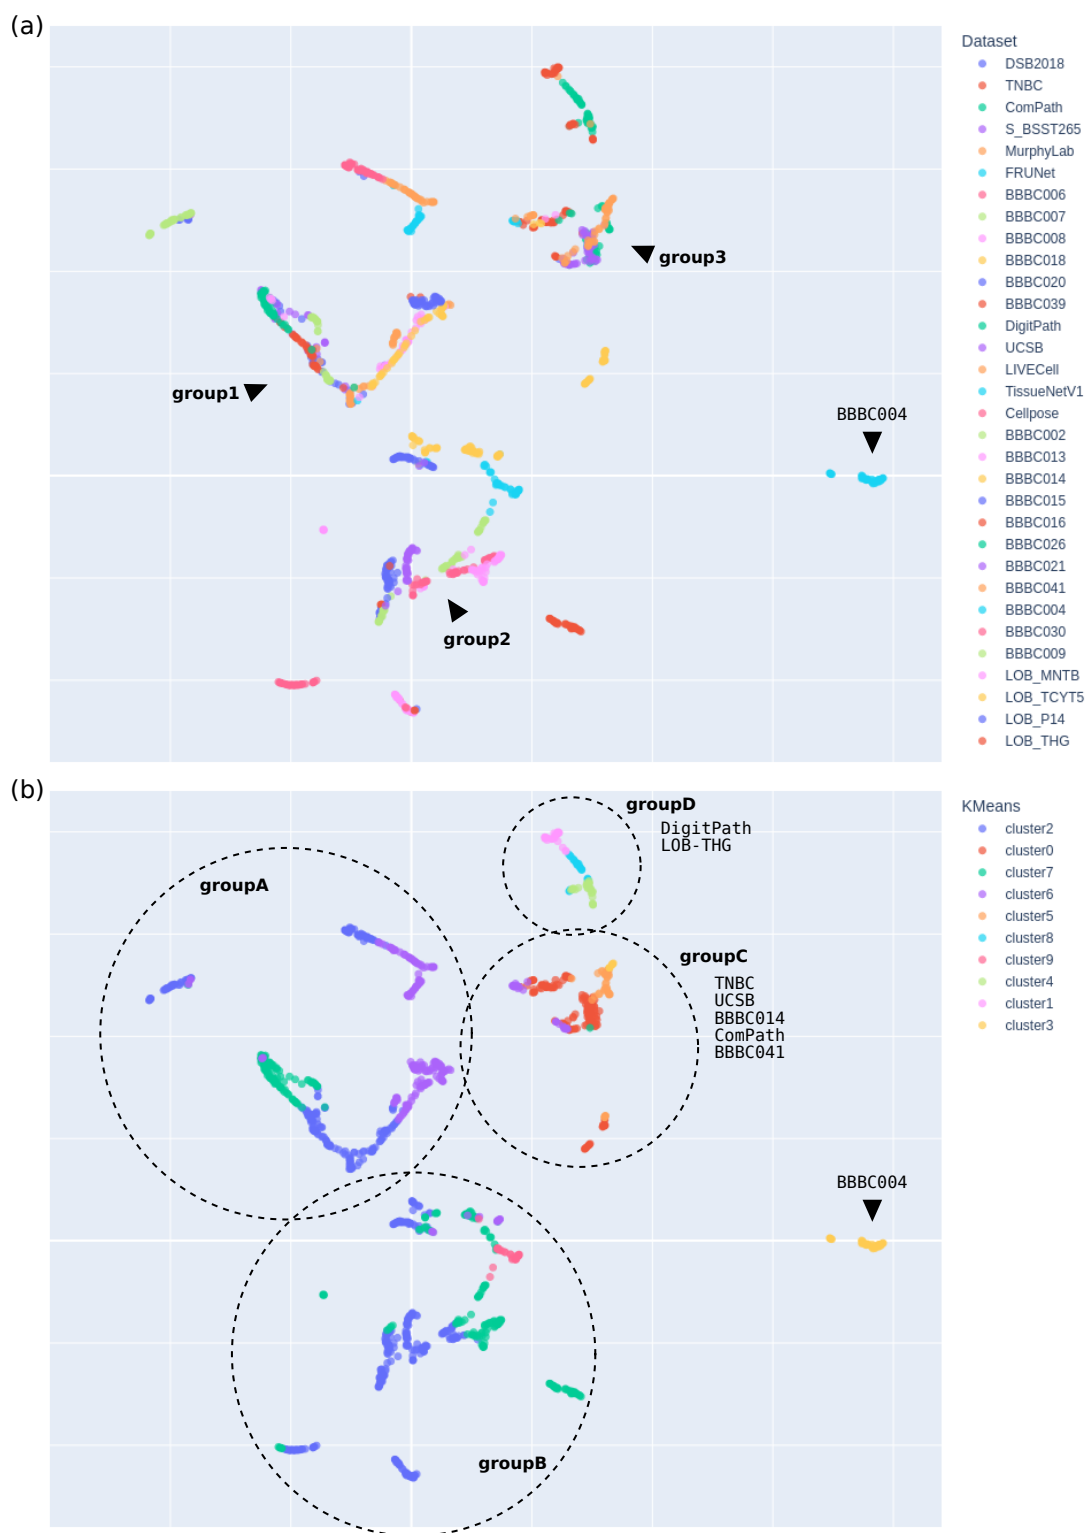 (a)
Dataset
DSB2018
TNBC
ComPath
S_BSST265
MurphyLab
FRUNet
BBBC006
BBBC007
BBBC008
BBBC018
BBBC020
BBBC039
DigitPath
UCSB
LIVECell
TissueNetV1
Cellpose
BBBC002
BBBC013
BBBC014
BBBC015
BBBC016
BBBC026
BBBC021
BBBC041
BBBC004
BBBC030
BBBC009
LOB_MNTB
LOB_TCYT5
LOB_P14
LOB_THG
group3
group1
BBBC004
group2
(b)
KMeans
cluster2
cluster0
cluster7
cluster6
cluster5
cluster8
cluster9
cluster4
cluster1
cluster3
groupD
DigitPath
LOB-THG
groupA
groupC
TNBC
UCSB
BBBC014
ComPath
BBBC041
BBBC004
groupB